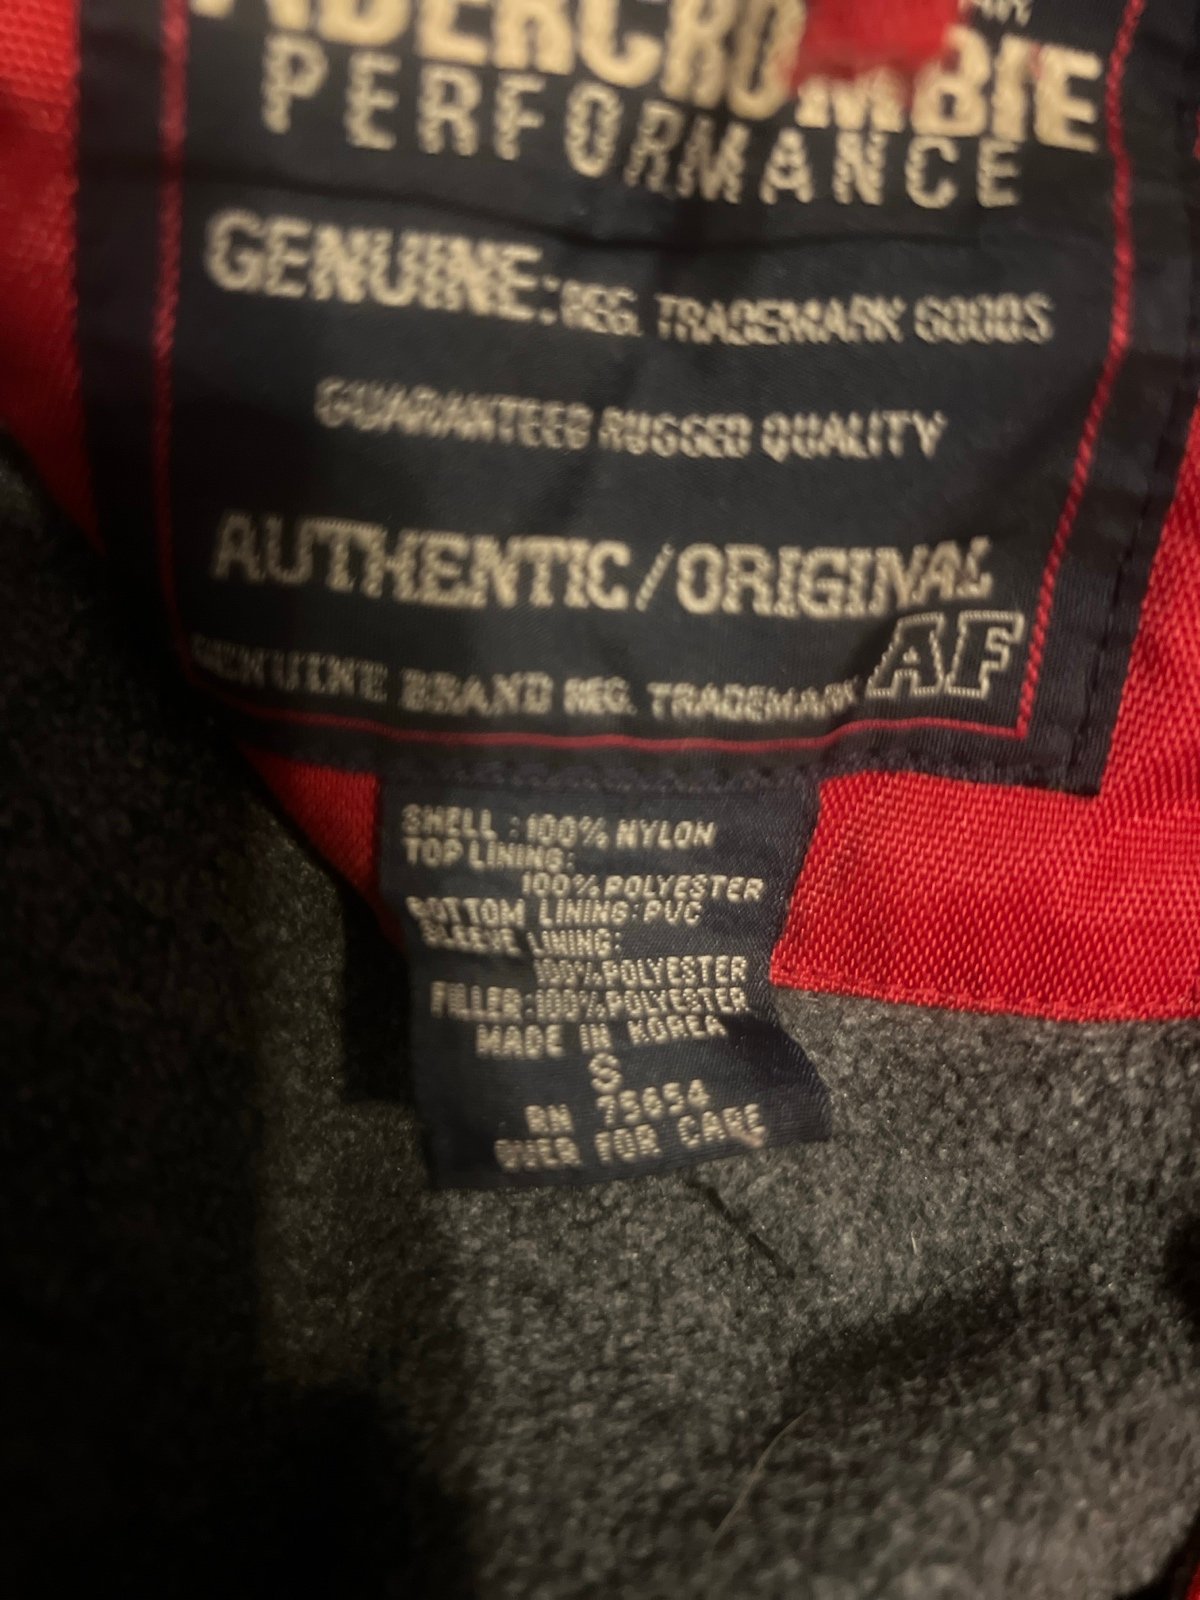 ABERCROMBIE
PERFORMANCE
GENUINE: REG. TRADEMARK GOODS
GUARANTEED RUGGED QUALITY
AUTHENTIC/ORIGINAL
AF
GENUINE BRAND REG. TRADEMARK
SHELL : 100% NYLON
TOP LINING:
100% POLYESTER
BOTTOM LINING: PVC
SLEEVE LINING:
100% POLYESTER
FILLER: 100% POLYESTER
MADE IN KOREA
S
RN 75654
OVER FOR CARE